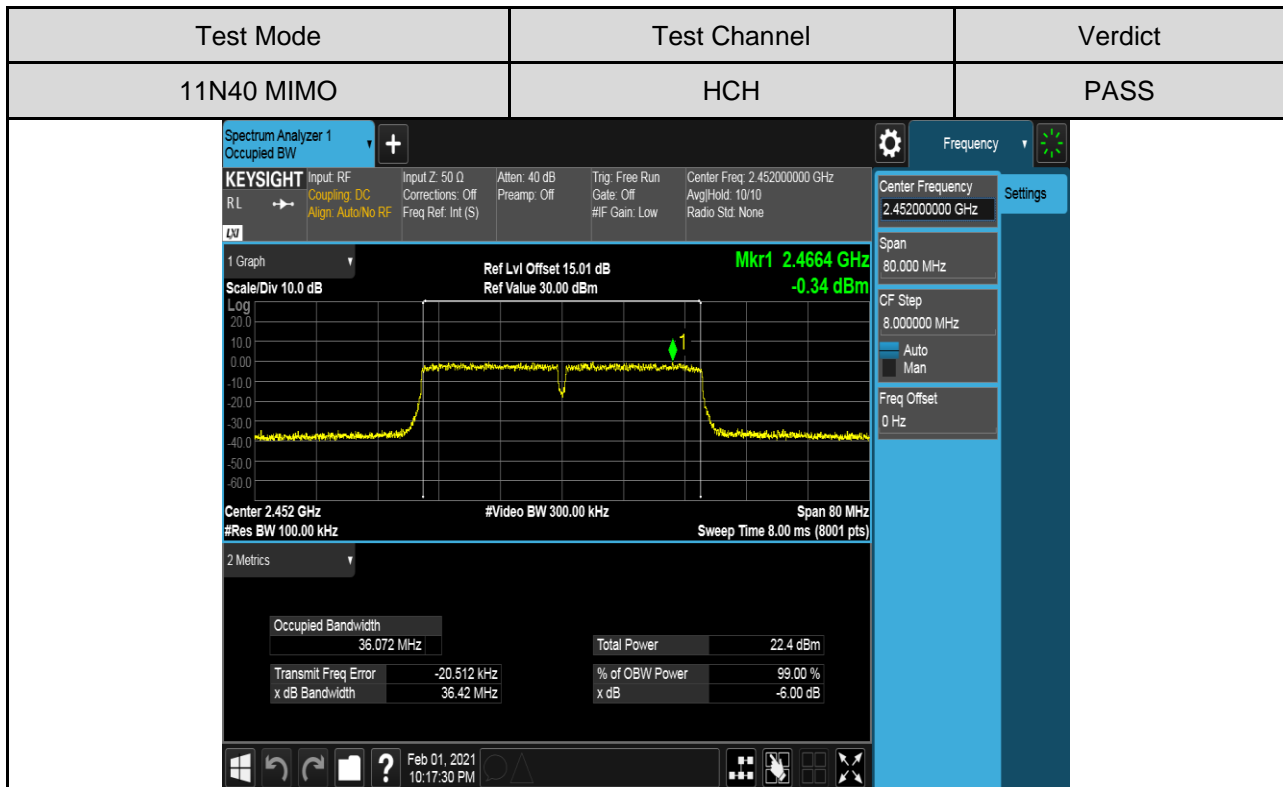 Test Mode Test Channel Verdict
11N40 MIMO HCH PASS
Spectrum Analyzer 1
Occupied BW
+
Frequency
KEYSIGHT Input: RF Input Z: 50 Ω Atten: 40 dB Trig: Free Run Center Freq: 2.452000000 GHz
RL Coupling: DC Corrections: Off Preamp: Off Gate: Off Avg|Hold: 10/10
Align: Auto/No RF Freq Ref: Int (S) #IF Gain: Low Radio Std: None
LXI
Center Frequency
2.452000000 GHz
Settings
Span
80.000 MHz
CF Step
8.000000 MHz
Auto
Man
Freq Offset
0 Hz
1 Graph
Ref Lvl Offset 15.01 dB Mkr1 2.4664 GHz
Scale/Div 10.0 dB Ref Value 30.00 dBm -0.34 dBm
Log
20.0
10.0
0.00
-10.0
-20.0
-30.0
-40.0
-50.0
-60.0
1
Center 2.452 GHz #Video BW 300.00 kHz Span 80 MHz
#Res BW 100.00 kHz Sweep Time 8.00 ms (8001 pts)
2 Metrics
Occupied Bandwidth
36.072 MHz Total Power 22.4 dBm
Transmit Freq Error -20.512 kHz % of OBW Power 99.00 %
x dB Bandwidth 36.42 MHz x dB -6.00 dB
? Feb 01, 2021
10:17:30 PM